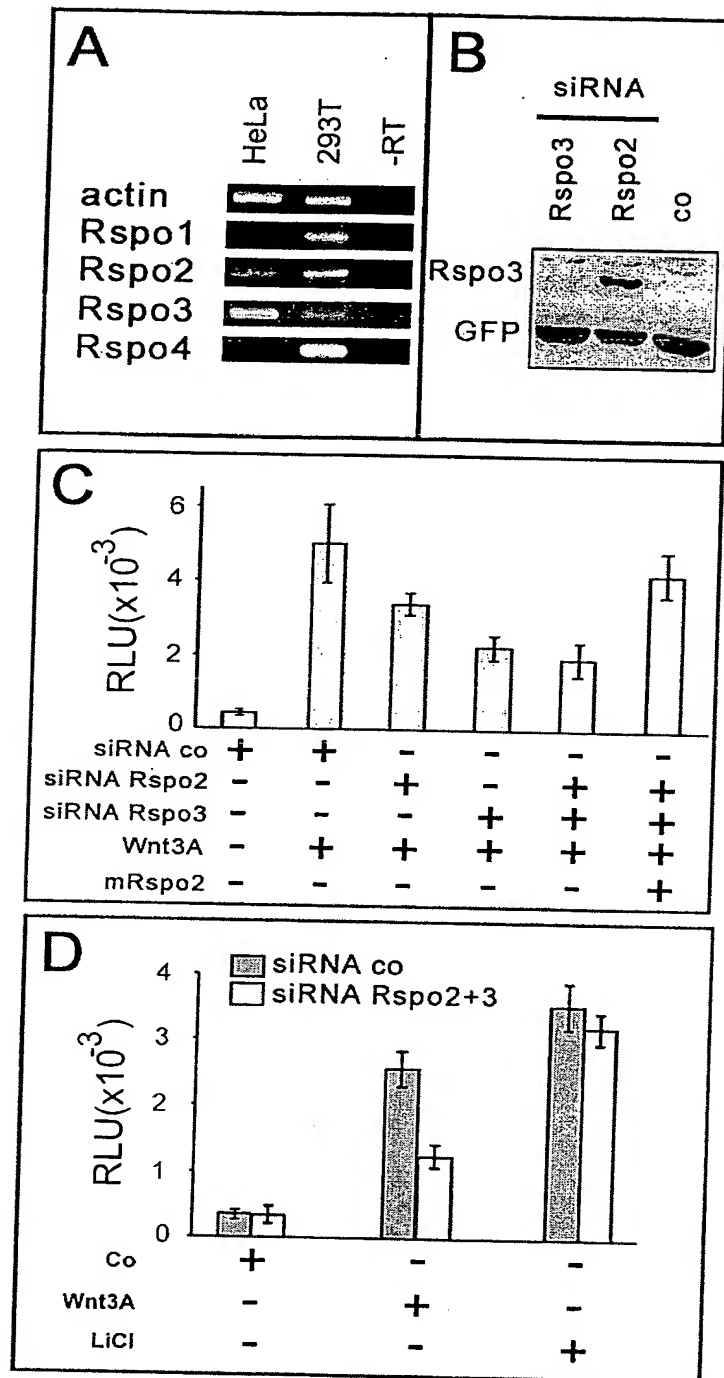 A
HeLa
293T
-RT
actin
Rspo1
Rspo2
Rspo3
Rspo4
B
siRNA
Rspo3
Rspo2
co
Rspo3
GFP
C
RLU(x10⁻³)
6
4
2
0
siRNA co + + - - - -
siRNA Rspo2 - - + - + +
siRNA Rspo3 - - - + + +
Wnt3A - + + + + +
mRspo2 - - - - - +
D
siRNA co
siRNA Rspo2+3
RLU(x10⁻³)
4
3
2
1
0
Co + - -
Wnt3A - + -
LiCl - - +